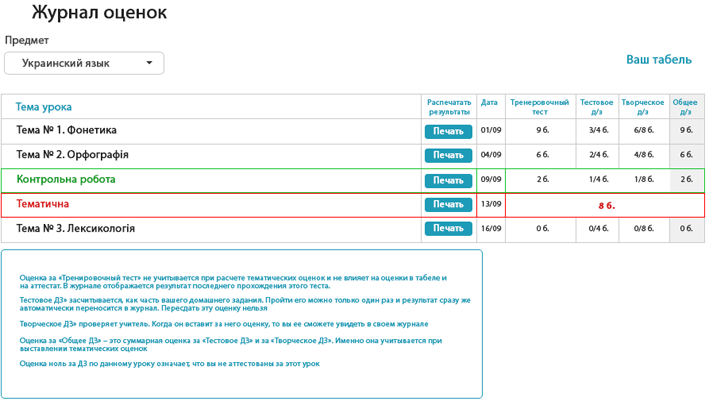 Журнал оценок
Предмет
Украинский язык
Ваш табель
Тема урока
Распечатать результаты
Дата
Тренеровочный тест
Тестовое д/з
Творческое д/з
Общее д/з
Тема № 1. Фонетика Печать 01/09 9 б. 3/4 б. 6/8 б. 9 б.
Тема № 2. Орфографія Печать 04/09 6 б. 2/4 б. 4/8 б. 6 б.
Контрольна робота Печать 09/09 2 б. 1/4 б. 1/8 б. 2 б.
Тематична Печать 13/09 8 б.
Тема № 3. Лексикологія Печать 16/09 0 б. 0/4 б. 0/8 б. 0 б.
Оценка за «Тренировочный тест» не учитывается при расчете тематических оценок и не влияет на оценки в табеле и
на аттестат. В журнале отображается результат последнего прохождения этого теста.
Тестовое ДЗ» засчитывается, как часть вашего домашнего задания. Пройти его можно только один раз и результат сразу же
автоматически переносится в журнал. Пересдать эту оценку нельзя
Творческое ДЗ» проверяет учитель. Когда он вставит за него оценку, то вы ее сможете увидеть в своем журнале
Оценка за «Общее ДЗ» – это суммарная оценка за «Тестовое ДЗ» и за «Творческое ДЗ». Именно она учитывается при
выставлении тематических оценок
Оценка ноль за ДЗ по данному уроку означает, что вы не аттестованы за этот урок